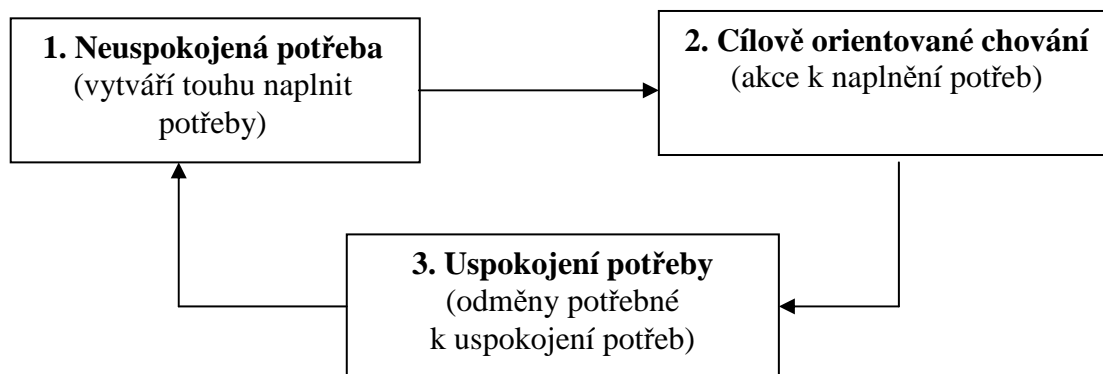 1. Neuspokojená potřeba
(vytváří touhu naplnit
potřeby)
2. Cílově orientované chování
(akce k naplnění potřeb)
3. Uspokojení potřeby
(odměny potřebné
k uspokojení potřeb)